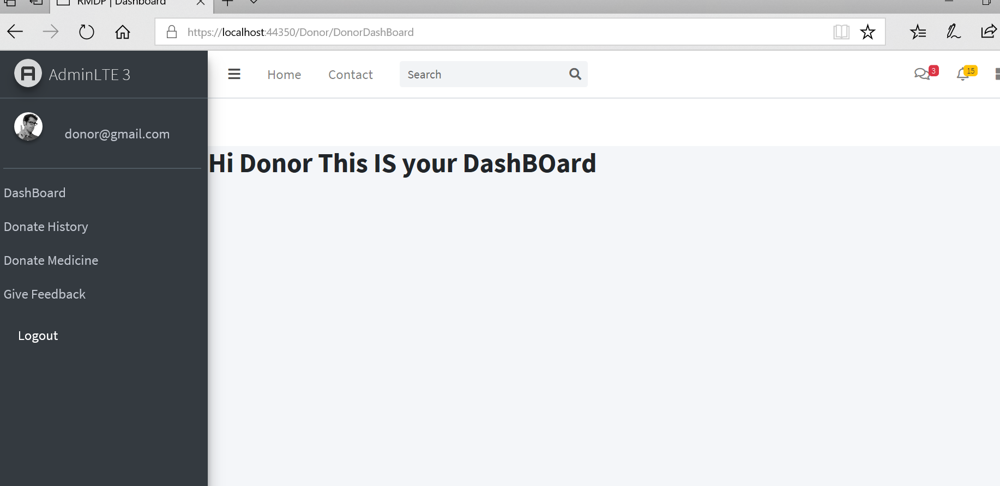 RMDP | Dashboard
https://localhost:44350/Donor/DonorDashBoard
AdminLTE 3
Home
Contact
Search
3
15
donor@gmail.com
Hi Donor This IS your DashBOard
DashBoard
Donate History
Donate Medicine
Give Feedback
Logout